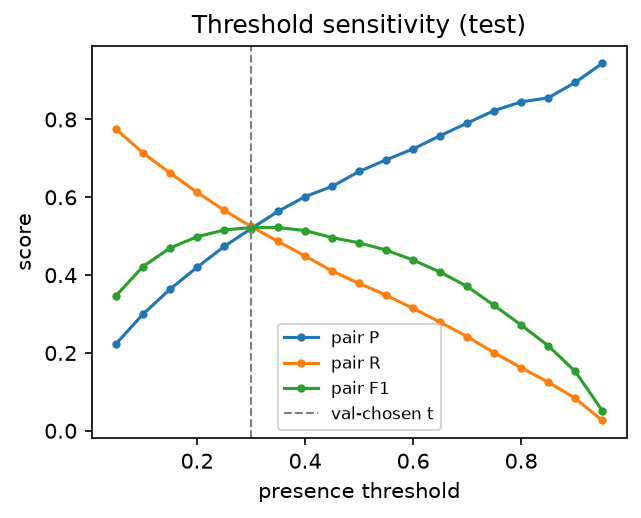 Threshold sensitivity (test)
score
0.8
0.6
0.4
0.2
0.0
pair P
pair R
pair F1
val-chosen t
0.2 0.4 0.6 0.8
presence threshold